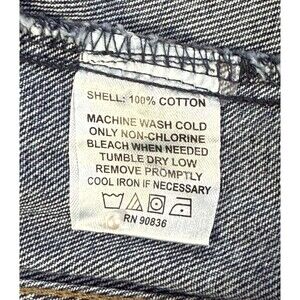 SHELL: 100% COTTON
MACHINE WASH COLD
ONLY NON-CHLORINE
BLEACH WHEN NEEDED
TUMBLE DRY LOW
REMOVE PROMPTLY
COOL IRON IF NECESSARY
RN 90836